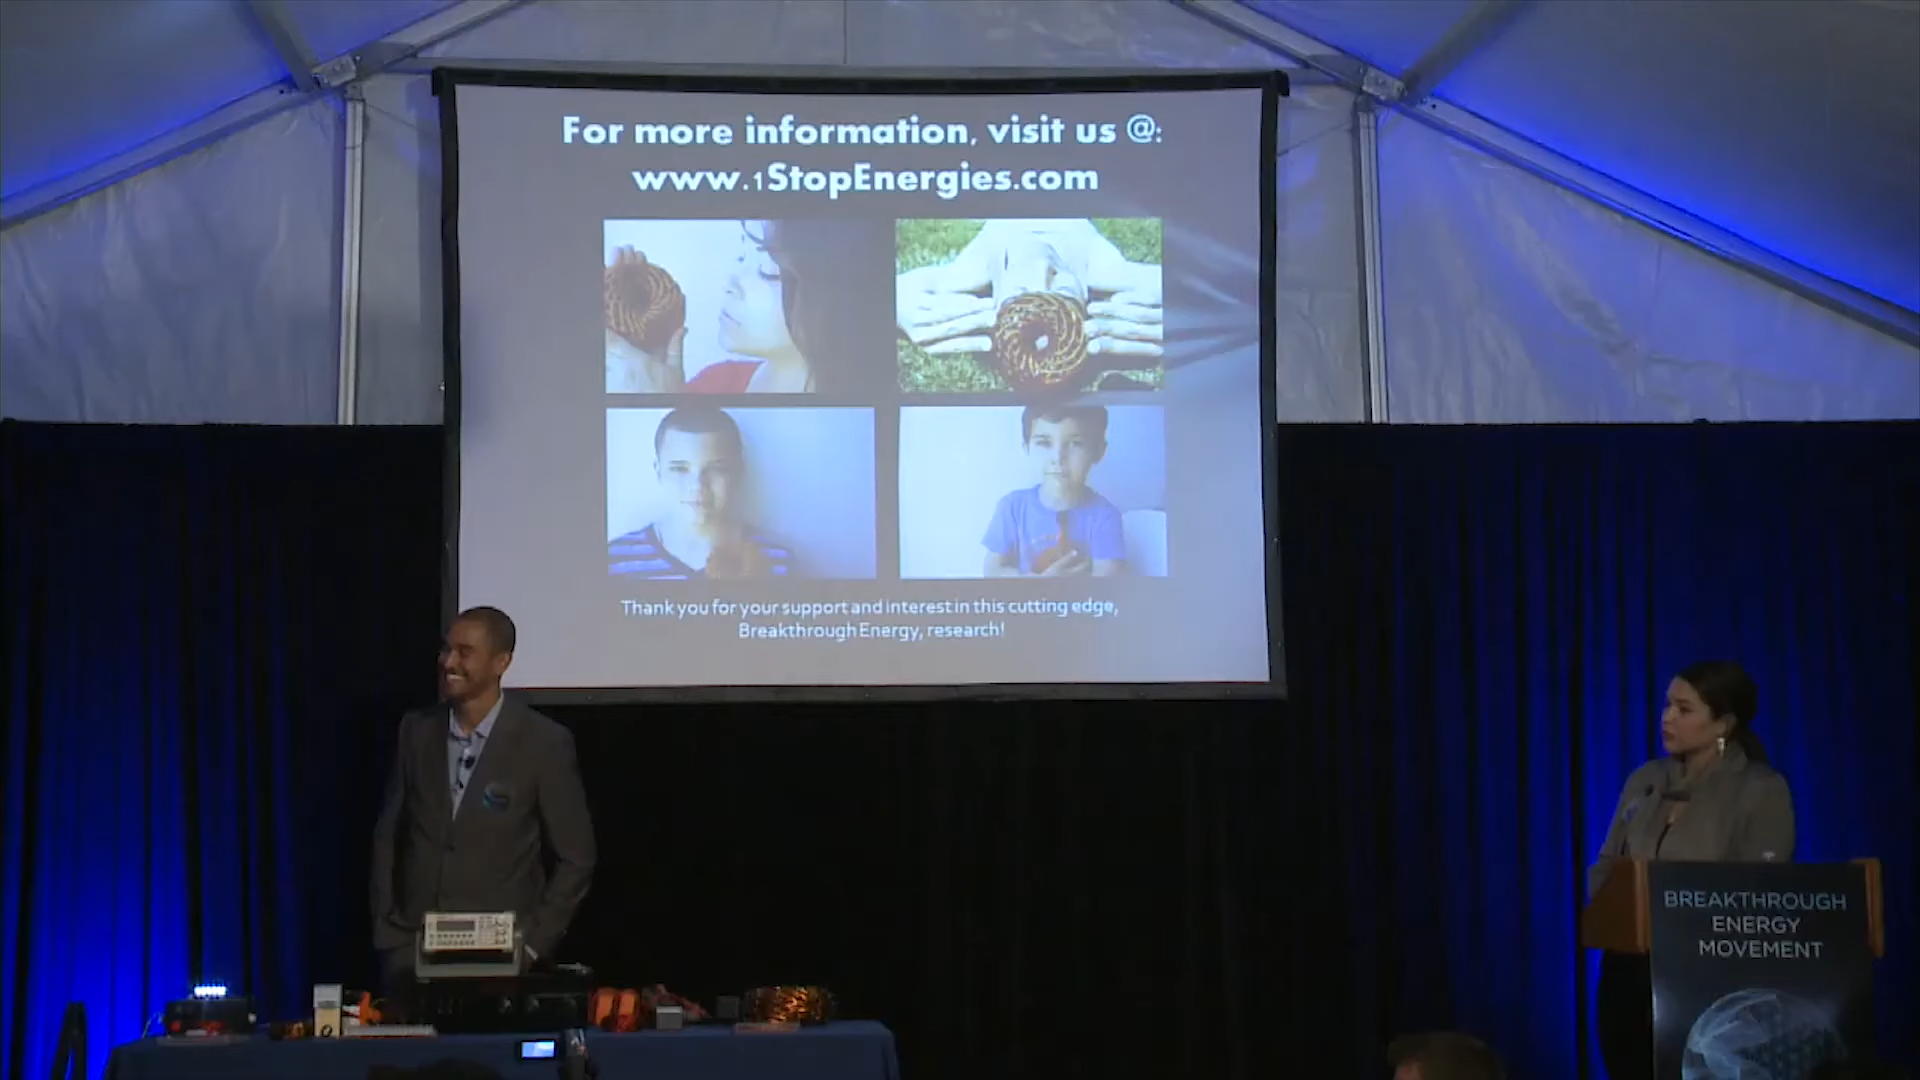 For more information, visit us @:
www.1StopEnergies.com
Thank you for your support and interest in this cutting edge,
Breakthrough Energy, research!
BREAKTHROUGH
ENERGY
MOVEMENT